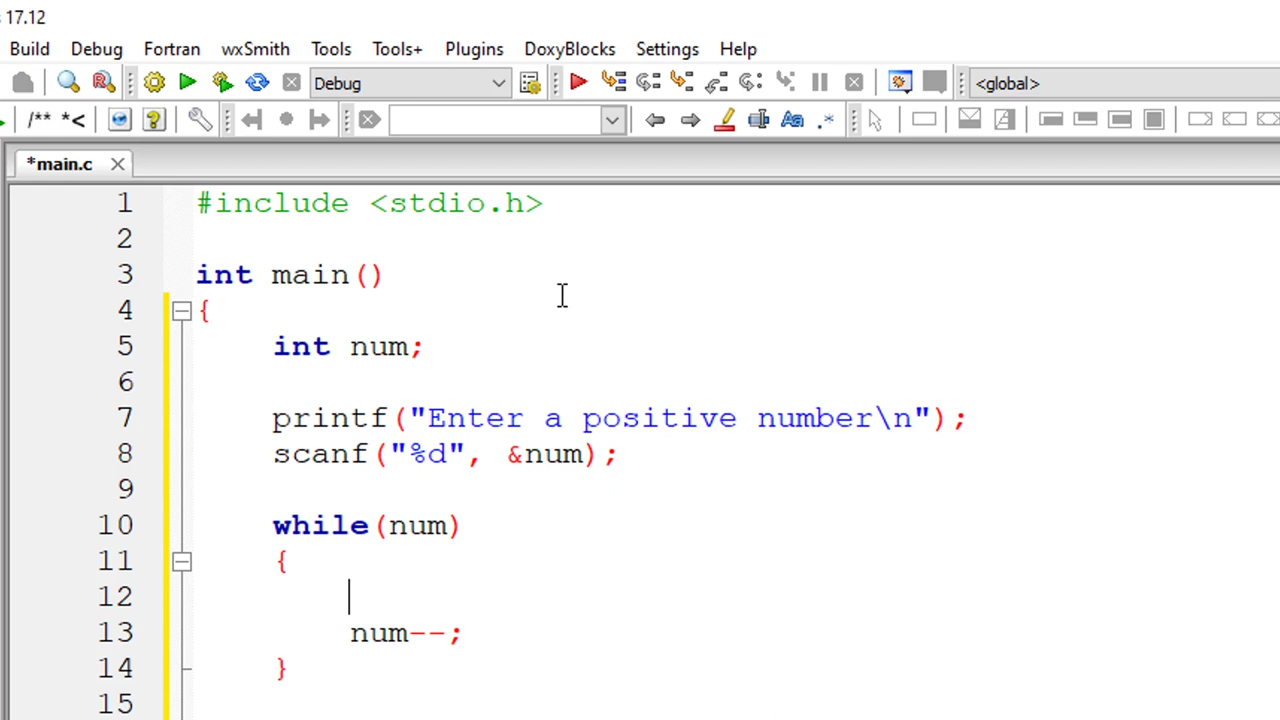 17.12
Build Debug Fortran wxSmith Tools Tools+ Plugins DoxyBlocks Settings Help
Debug <global>
/** *<
*main.c
1 #include <stdio.h>
2
3 int main()
4 {
5 int num;
6
7 printf("Enter a positive number\n");
8 scanf("%d", &num);
9
10 while(num)
11 {
12
13 num--;
14 }
15